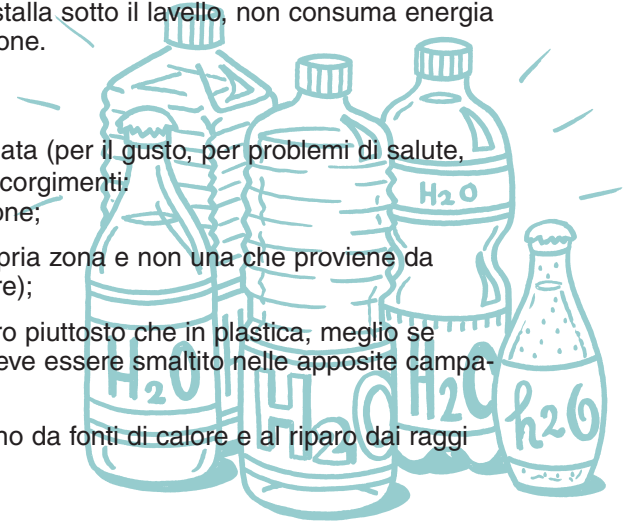 stalla sotto il lavello, non consuma energia
one.
ata (per il gusto, per problemi di salute,
corgimenti:
one;
pria zona e non una che proviene da
re);
ro piuttosto che in plastica, meglio se
eve essere smaltito nelle apposite campa-
no da fonti di calore e al riparo dai raggi
H2O
H2O
H2O
H2O
h2O